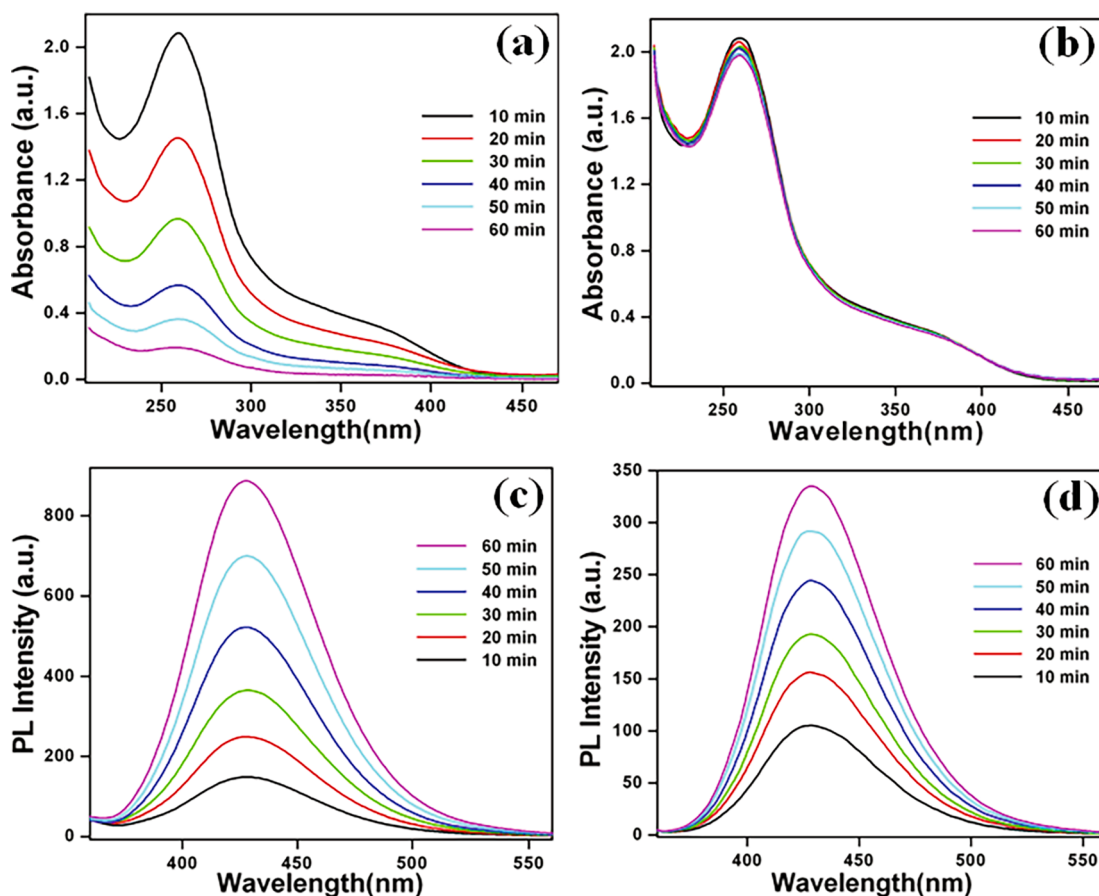 (a)
Absorbance (a.u.)
2.0
1.6
1.2
0.8
0.4
0.0
10 min
20 min
30 min
40 min
50 min
60 min
250 300 350 400 450
Wavelength(nm)
(b)
Absorbance (a.u.)
2.0
1.6
1.2
0.8
0.4
0.0
10 min
20 min
30 min
40 min
50 min
60 min
250 300 350 400 450
Wavelength(nm)
(c)
PL Intensity (a.u.)
800
600
400
200
0
60 min
50 min
40 min
30 min
20 min
10 min
400 450 500 550
Wavelength(nm)
(d)
PL Intensity (a.u.)
350
300
250
200
150
100
50
0
60 min
50 min
40 min
30 min
20 min
10 min
400 450 500 550
Wavelength(nm)